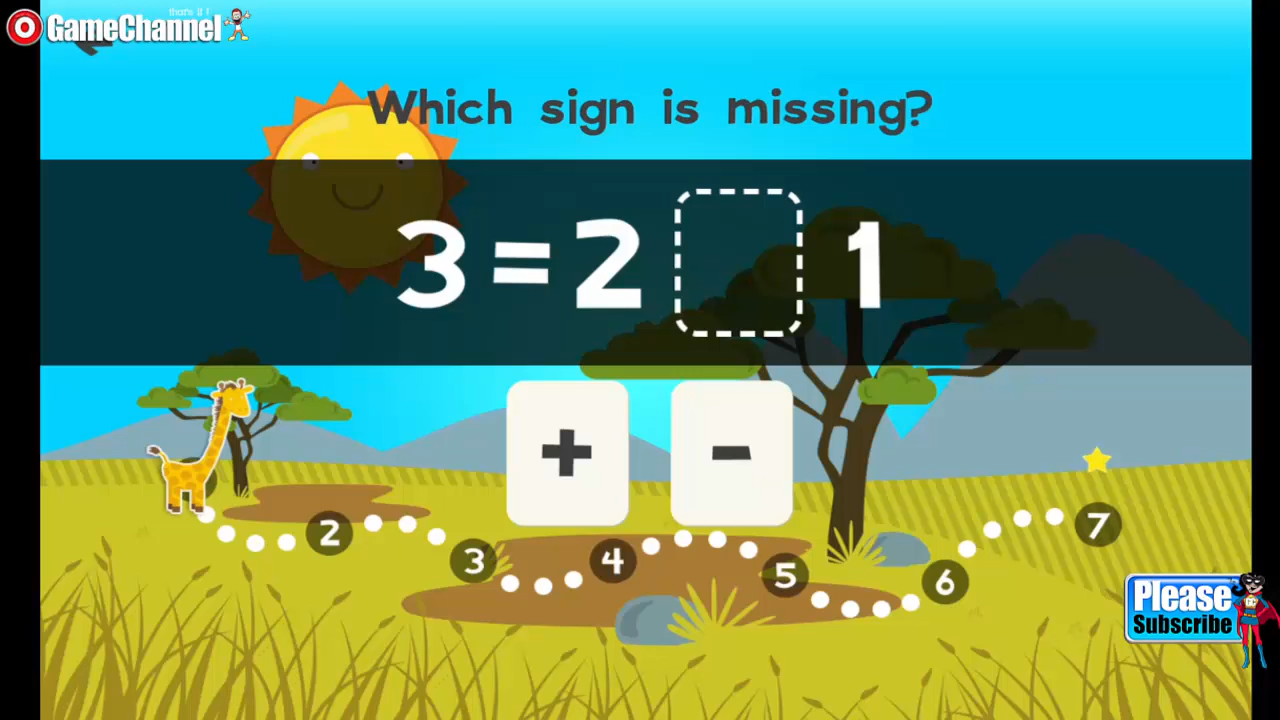 that's it !
GameChannel
Which sign is missing?
3 = 2 1
+ -
2 3 4 5 6 7
Please
Subscribe